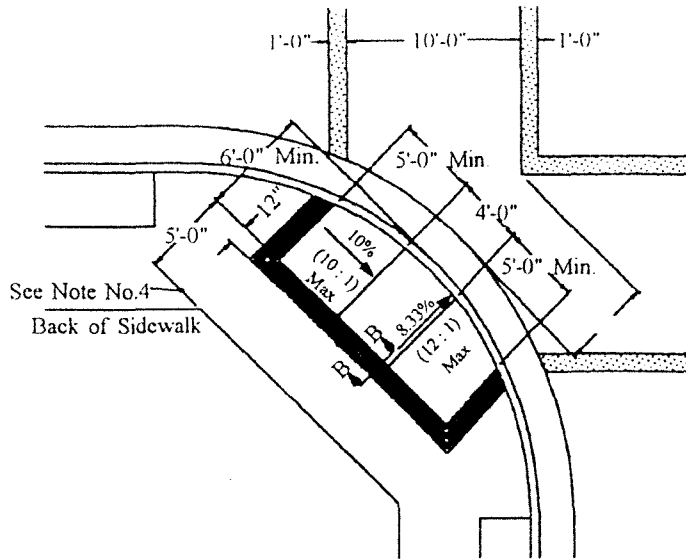 1'-0"
10'-0"
1'-0"
6'-0" Min.
5'-0" Min.
12"
4'-0"
5'-0"
10%
(10 : 1)
Max
5'-0" Min.
See Note No.4
Back of Sidewalk
8.33%
(12 : 1)
Max
B
B